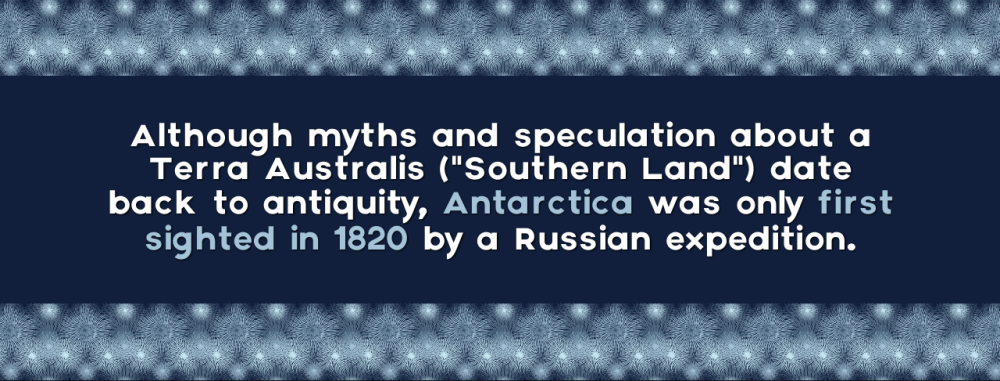 Although myths and speculation about a
Terra Australis ("Southern Land") date
back to antiquity, Antarctica was only first
sighted in 1820 by a Russian expedition.